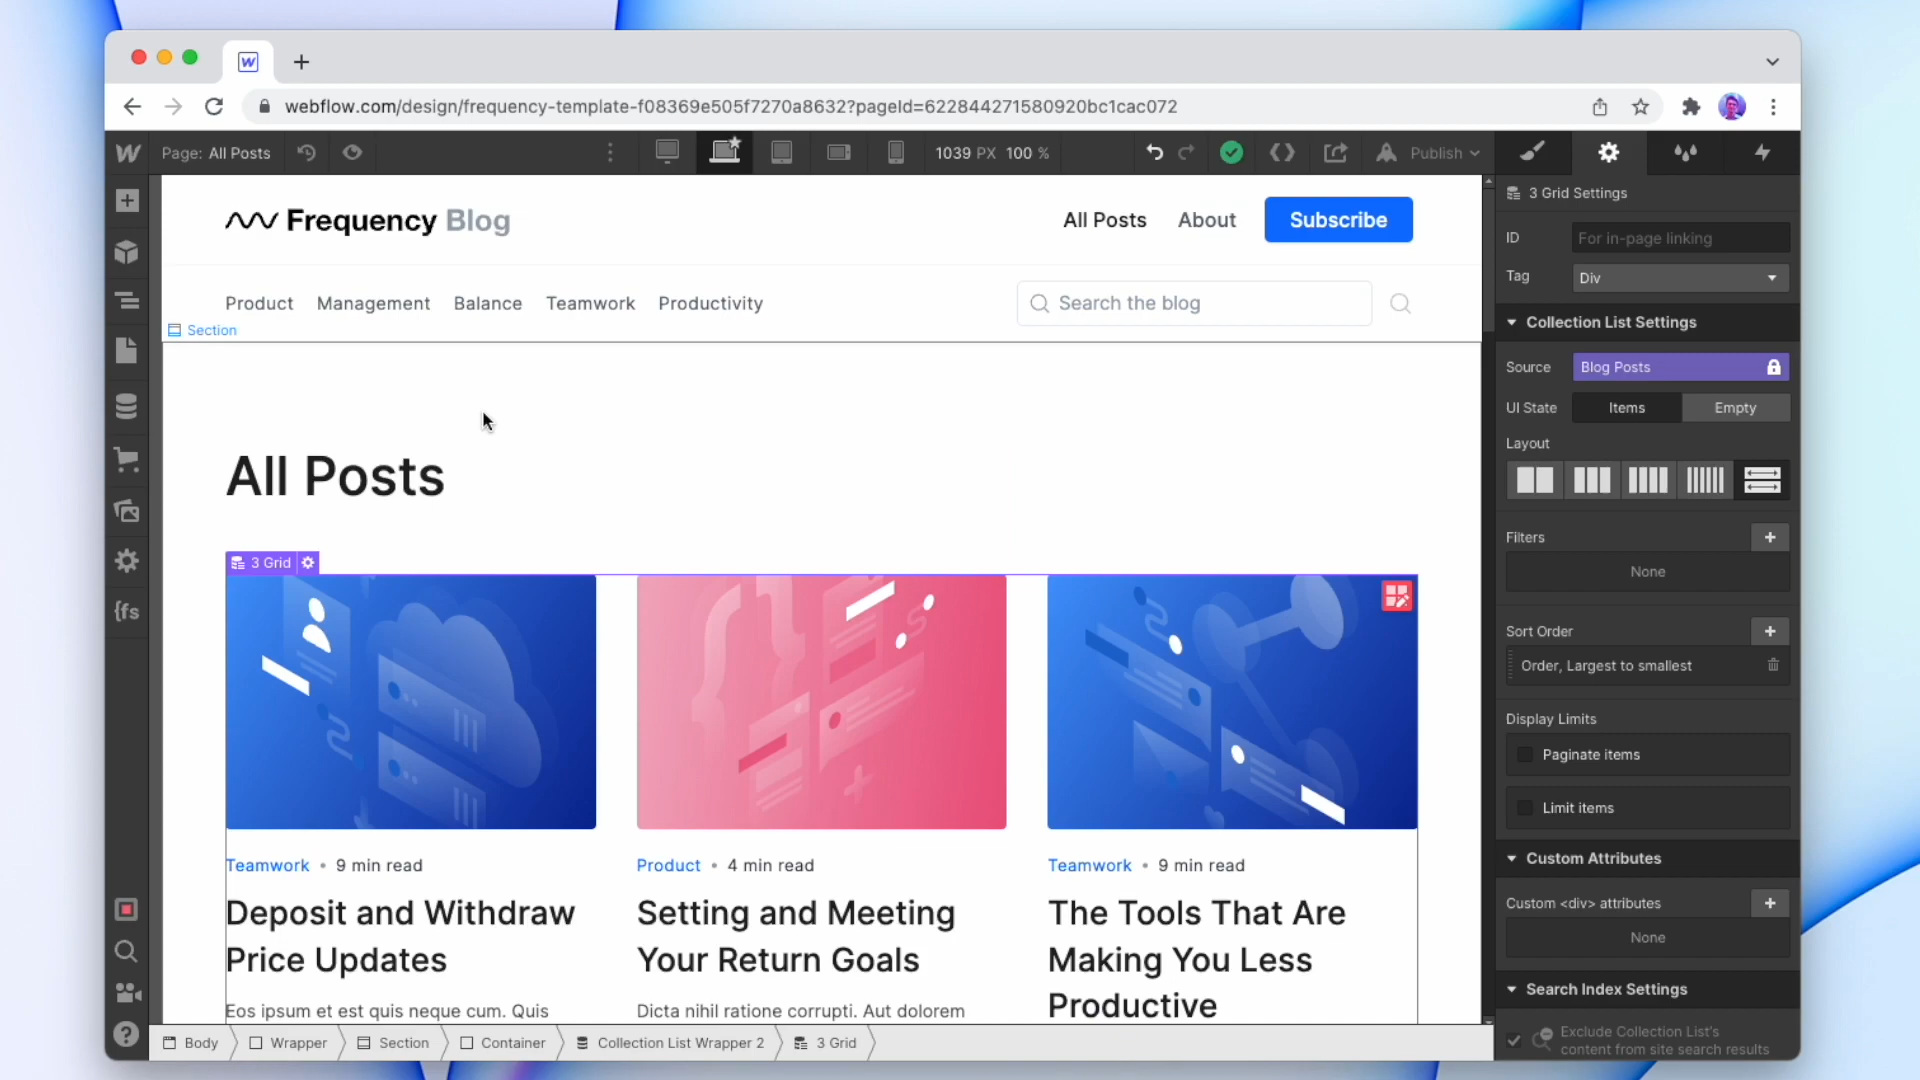 webflow.com/design/frequency-template-f08369e505f7270a8632?pageId=622844271580920bc1cac072
Page: All Posts
1039 PX 100 %
Publish
Frequency Blog
All Posts
About
Subscribe
Product
Management
Balance
Teamwork
Productivity
Search the blog
Section
All Posts
3 Grid
Teamwork • 9 min read
Deposit and Withdraw
Price Updates
Eos ipsum et est quis neque cum. Quis
Product • 4 min read
Setting and Meeting
Your Return Goals
Dicta nihil ratione corrupti. Aut dolorem
Teamwork • 9 min read
The Tools That Are
Making You Less
Productive
{fs
Body
Wrapper
Section
Container
Collection List Wrapper 2
3 Grid
3 Grid Settings
ID
For in-page linking
Tag
Div
Collection List Settings
Source
Blog Posts
UI State
Items
Empty
Layout
Filters
None
Sort Order
Order, Largest to smallest
Display Limits
Paginate items
Limit items
Custom Attributes
Custom <div> attributes
None
Search Index Settings
Exclude Collection List's
content from site search results